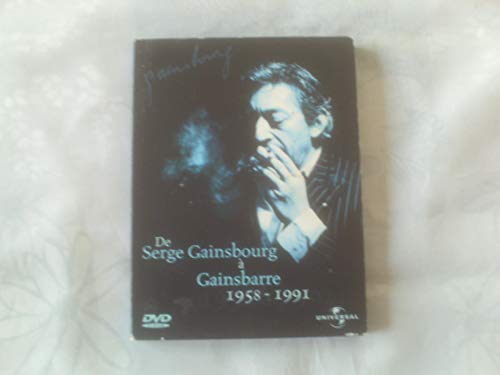 gainsbourg
De
Serge Gainsbourg
à
Gainsbarre
1958 - 1991
DVD
UNIVERSAL